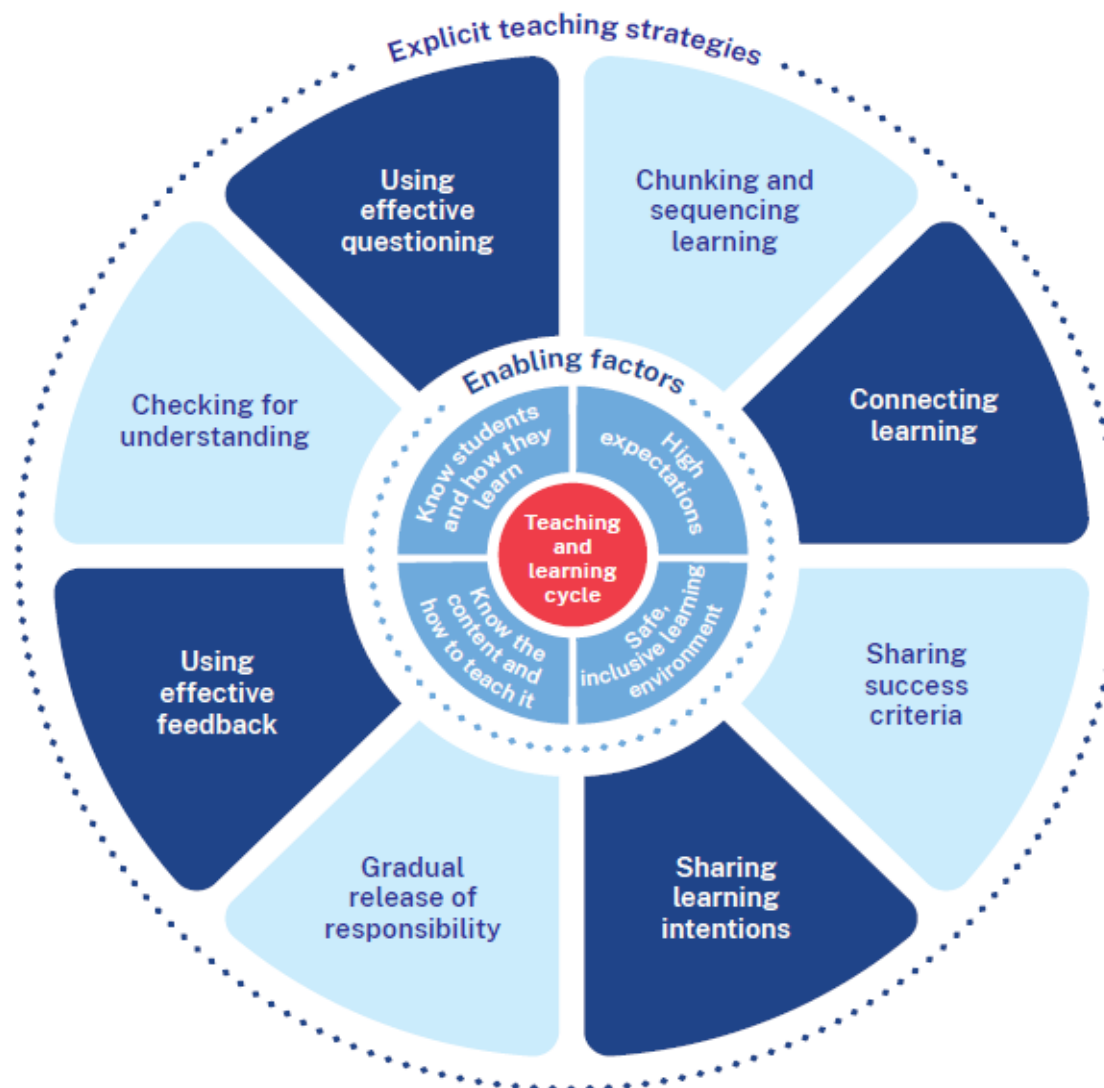 Explicit teaching strategies
Using
effective
questioning
Chunking and
sequencing
learning
Connecting
learning
Sharing
success
criteria
Sharing
learning
intentions
Gradual
release of
responsibility
Using
effective
feedback
Checking for
understanding
Enabling factors
Know students
and how they
learn
High
expectations
Safe,
inclusive learning
environment
Know the
content and
how to teach it
Teaching
and
learning
cycle